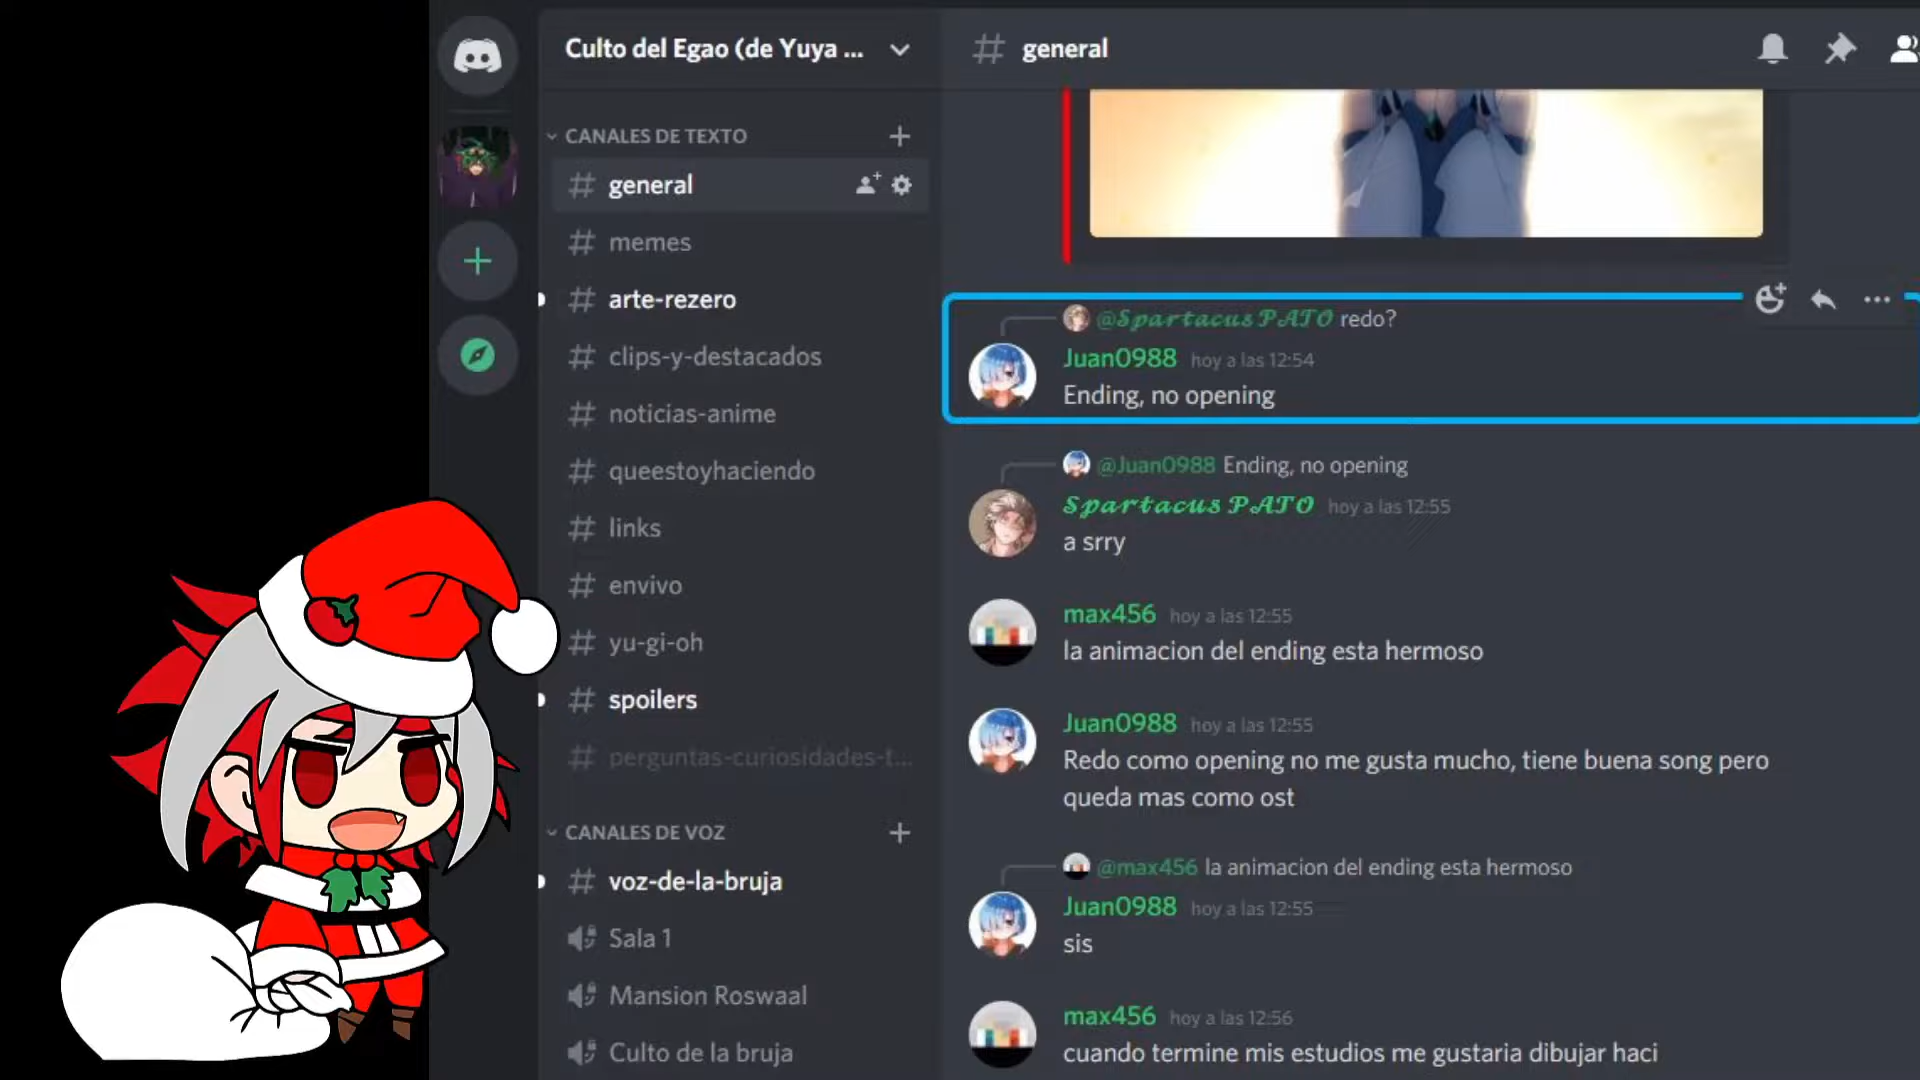 Culto del Egao (de Yuya ...
CANALES DE TEXTO
general
memes
arte-rezero
clips-y-destacados
noticias-anime
queestoyhaciendo
links
envivo
yu-gi-oh
spoilers
perguntas-curiosidades-t...
CANALES DE VOZ
voz-de-la-bruja
Sala 1
Mansion Roswaal
Culto de la bruja
general
@Spartacus PATO redo?
Juan0988 hoy a las 12:54
Ending, no opening
@Juan0988 Ending, no opening
Spartacus PATO hoy a las 12:55
a srry
max456 hoy a las 12:55
la animacion del ending esta hermoso
Juan0988 hoy a las 12:55
Redo como opening no me gusta mucho, tiene buena song pero
queda mas como ost
@max456 la animacion del ending esta hermoso
Juan0988 hoy a las 12:55
sis
max456 hoy a las 12:56
cuando termine mis estudios me gustaria dibujar haci